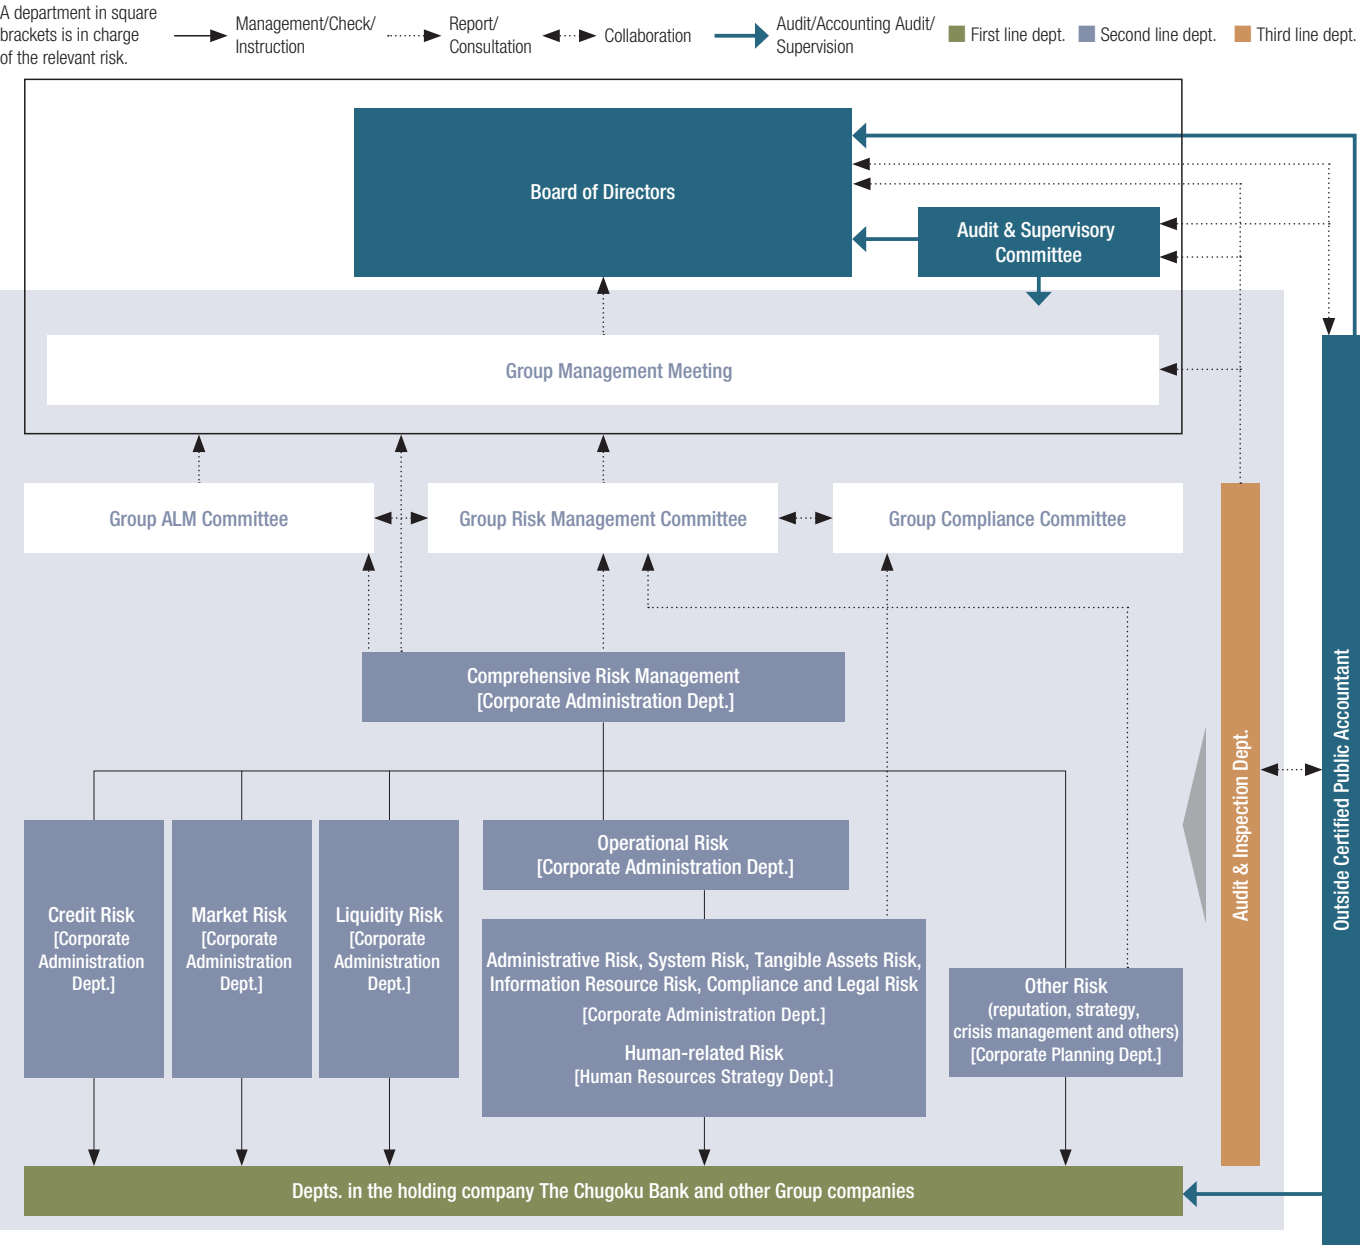 A department in square
brackets is in charge
of the relevant risk.
Management/Check/
Instruction
Report/
Consultation
Collaboration
Audit/Accounting Audit/
Supervision
First line dept.
Second line dept.
Third line dept.
Board of Directors
Audit & Supervisory
Committee
Group Management Meeting
Group ALM Committee
Group Risk Management Committee
Group Compliance Committee
Comprehensive Risk Management
[Corporate Administration Dept.]
Credit Risk
[Corporate
Administration
Dept.]
Market Risk
[Corporate
Administration
Dept.]
Liquidity Risk
[Corporate
Administration
Dept.]
Operational Risk
[Corporate Administration Dept.]
Administrative Risk, System Risk, Tangible Assets Risk,
Information Resource Risk, Compliance and Legal Risk
[Corporate Administration Dept.]
Human-related Risk
[Human Resources Strategy Dept.]
Other Risk
(reputation, strategy,
crisis management and others)
[Corporate Planning Dept.]
Audit & Inspection Dept.
Outside Certified Public Accountant
Depts. in the holding company The Chugoku Bank and other Group companies